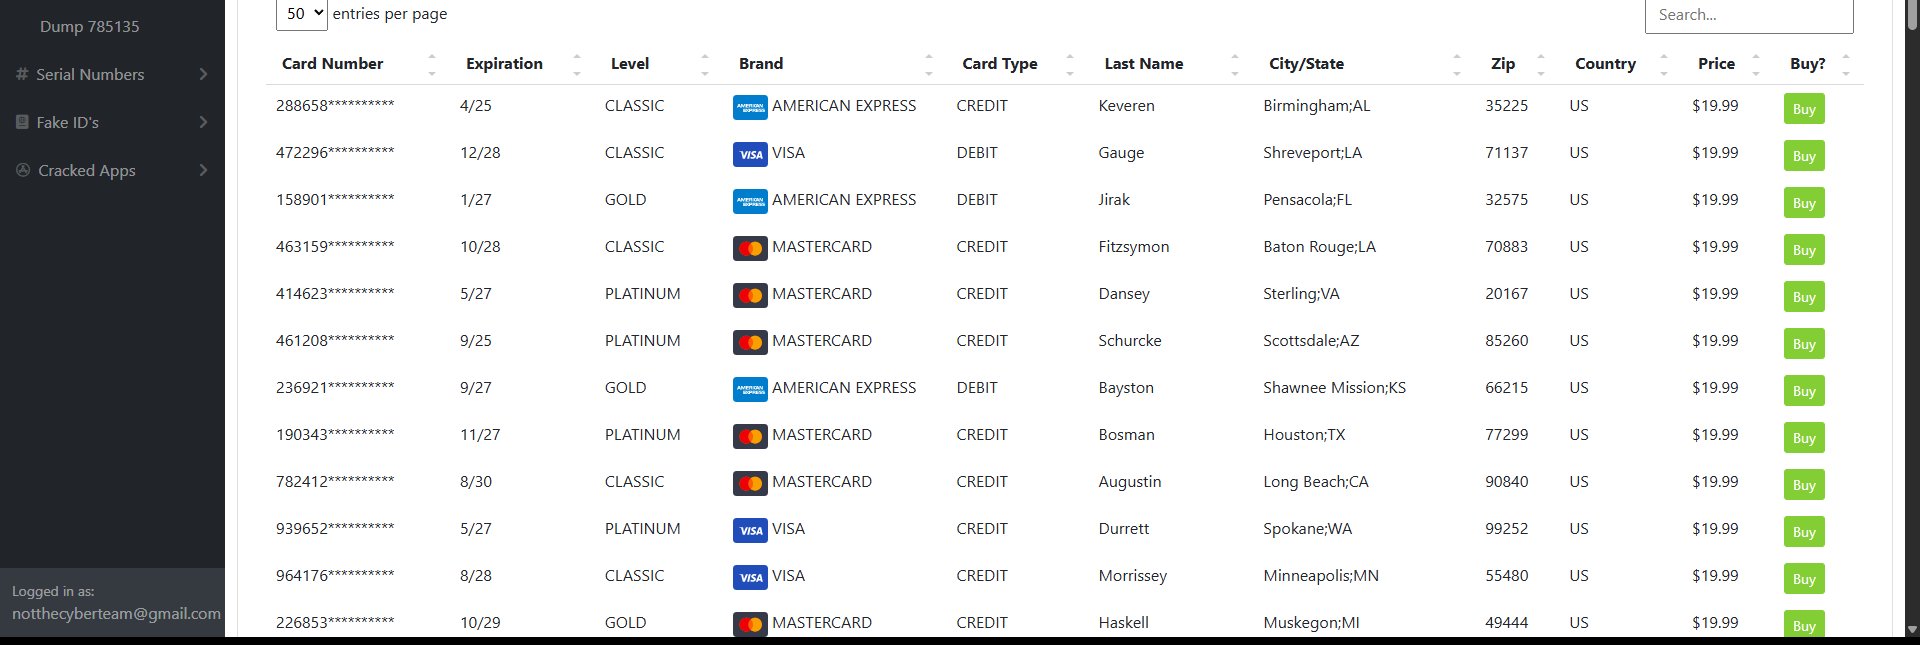 Dump 785135
Serial Numbers
Fake ID's
Cracked Apps
Logged in as:
notthecyberteam@gmail.com
50 entries per page
Search...
Card Number Expiration Level Brand Card Type Last Name City/State Zip Country Price Buy?
288658********** 4/25 CLASSIC AMERICAN EXPRESS AMERICAN EXPRESS CREDIT Keveren Birmingham;AL 35225 US $19.99 Buy
472296********** 12/28 CLASSIC VISA VISA DEBIT Gauge Shreveport;LA 71137 US $19.99 Buy
158901********** 1/27 GOLD AMERICAN EXPRESS AMERICAN EXPRESS DEBIT Jirak Pensacola;FL 32575 US $19.99 Buy
463159********** 10/28 CLASSIC MASTERCARD CREDIT Fitzsymon Baton Rouge;LA 70883 US $19.99 Buy
414623********** 5/27 PLATINUM MASTERCARD CREDIT Dansey Sterling;VA 20167 US $19.99 Buy
461208********** 9/25 PLATINUM MASTERCARD CREDIT Schurcke Scottsdale;AZ 85260 US $19.99 Buy
236921********** 9/27 GOLD AMERICAN EXPRESS AMERICAN EXPRESS DEBIT Bayston Shawnee Mission;KS 66215 US $19.99 Buy
190343********** 11/27 PLATINUM MASTERCARD CREDIT Bosman Houston;TX 77299 US $19.99 Buy
782412********** 8/30 CLASSIC MASTERCARD CREDIT Augustin Long Beach;CA 90840 US $19.99 Buy
939652********** 5/27 PLATINUM VISA VISA CREDIT Durrett Spokane;WA 99252 US $19.99 Buy
964176********** 8/28 CLASSIC VISA VISA CREDIT Morrissey Minneapolis;MN 55480 US $19.99 Buy
226853********** 10/29 GOLD MASTERCARD CREDIT Haskell Muskegon;MI 49444 US $19.99 Buy